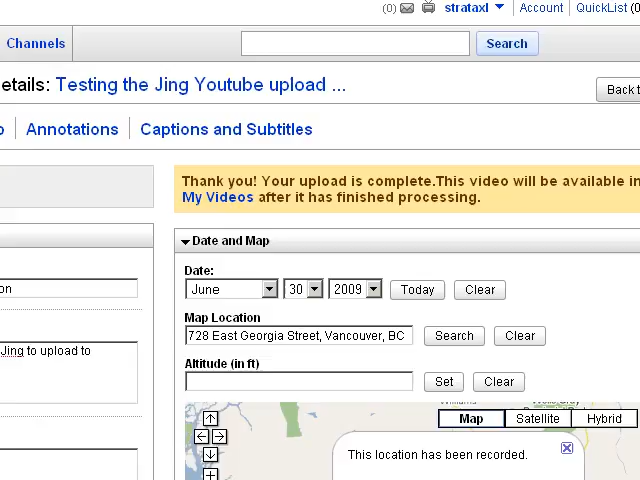 (0) strataxl Account QuickList (0
Channels Search
etails: Testing the Jing Youtube upload ...
Back t
o Annotations Captions and Subtitles
Thank you! Your upload is complete.This video will be available in
My Videos after it has finished processing.
Date and Map
Date:
on
June 30 2009 Today Clear
Map Location
728 East Georgia Street, Vancouver, BC Search Clear
Jing to upload to
Altitude (in ft)
Set Clear
Map Satellite Hybrid
This location has been recorded.